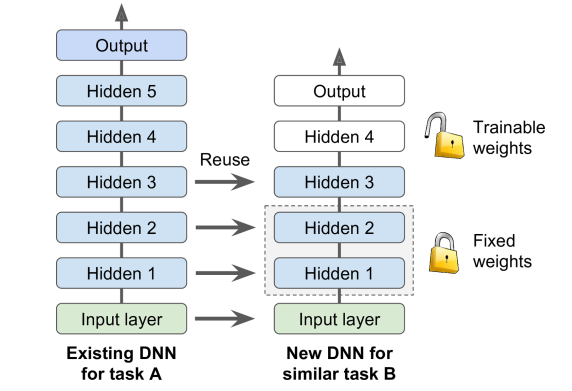 Output
Hidden 5
Hidden 4
Hidden 3
Hidden 2
Hidden 1
Input layer
Existing DNN
for task A
Reuse
Output
Hidden 4
Hidden 3
Hidden 2
Hidden 1
Input layer
New DNN for
similar task B
Trainable
weights
Fixed
weights